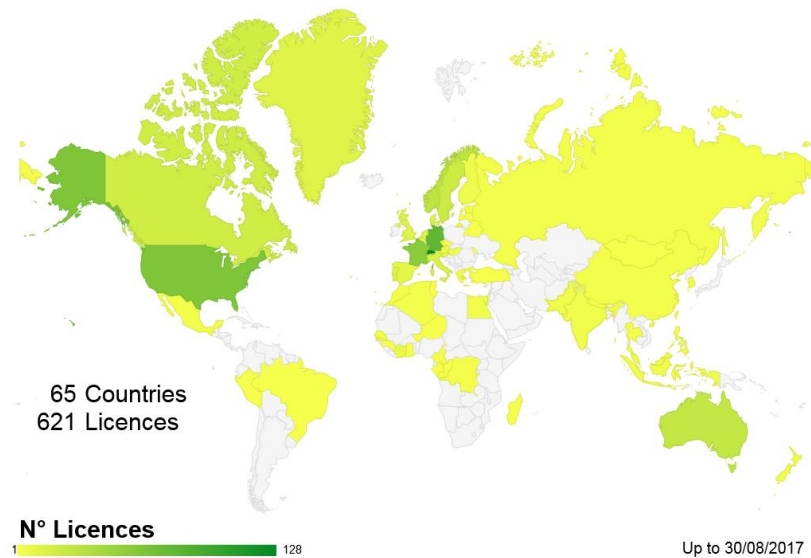 65 Countries
621 Licences
N° Licences
1
128
Up to 30/08/2017